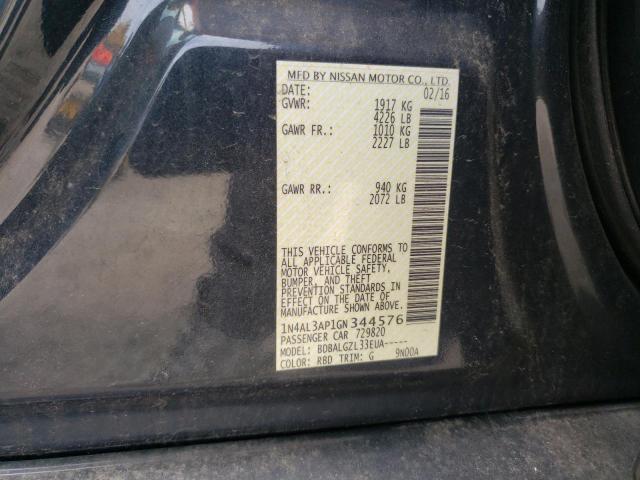 MFD BY NISSAN MOTOR CO., LTD.
DATE: 02/16
GVWR: 1917 KG
4226 LB
GAWR FR.: 1010 KG
2227 LB
GAWR RR.: 940 KG
2072 LB
THIS VEHICLE CONFORMS TO
ALL APPLICABLE FEDERAL
MOTOR VEHICLE SAFETY,
BUMPER, AND THEFT
PREVENTION STANDARDS IN
EFFECT ON THE DATE OF
MANUFACTURE SHOWN ABOVE.
1N4AL3AP1GN344576
PASSENGER CAR 729820
MODEL: BDBALGZL33EUA-----
COLOR: RBD TRIM: G 9N00A